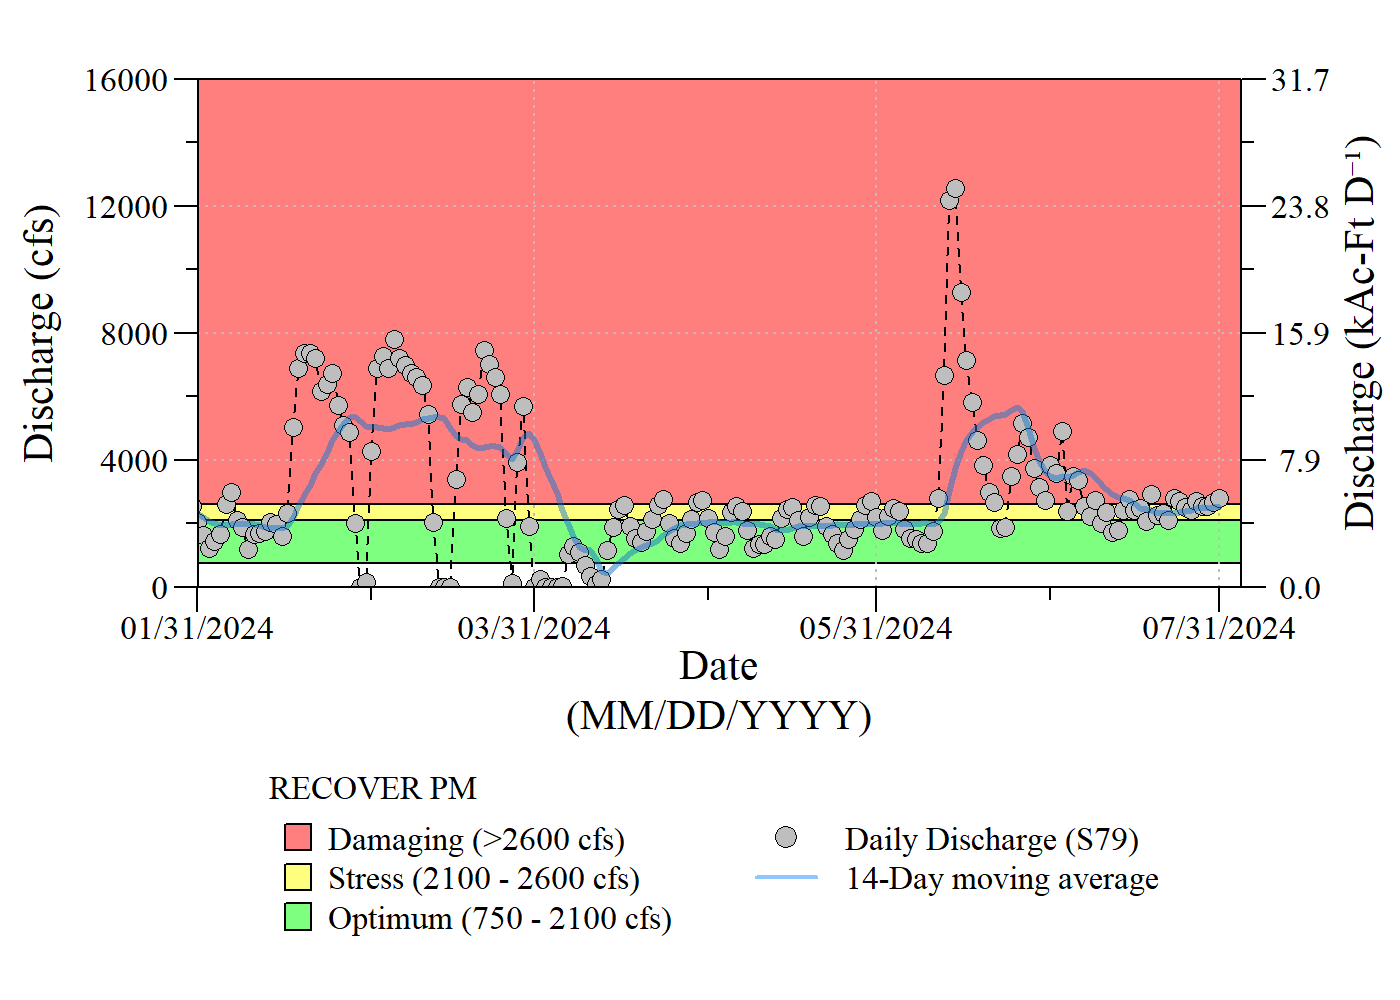 16000
12000
8000
4000
0
Discharge (cfs)
31.7
23.8
15.9
7.9
0.0
Discharge (kAc-Ft D⁻¹)
01/31/2024 03/31/2024 05/31/2024 07/31/2024
Date
(MM/DD/YYYY)
RECOVER PM
Damaging (>2600 cfs)
Stress (2100 - 2600 cfs)
Optimum (750 - 2100 cfs)
Daily Discharge (S79)
14-Day moving average